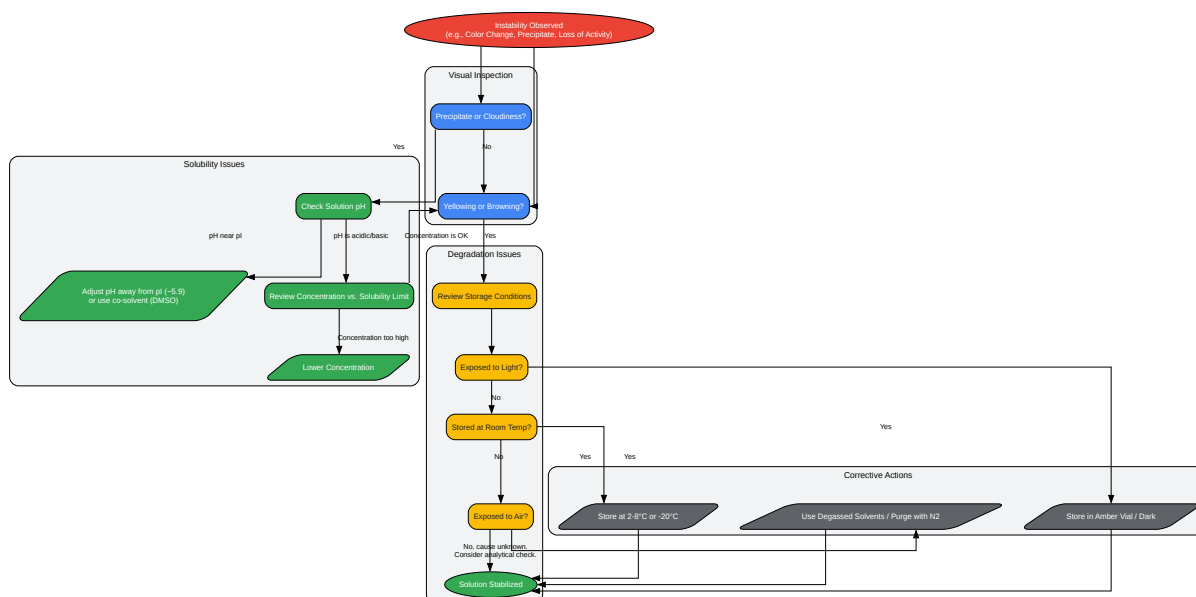 Instability Observed
(e.g., Color Change, Precipitate, Loss of Activity)
Visual Inspection
Precipitate or Cloudiness?
Yes
No
Solubility Issues
Check Solution pH
Yellowing or Browning?
pH near pI
pH is acidic/basic
Concentration is OK
Yes
Degradation Issues
Adjust pH away from pI (~5.9)
or use co-solvent (DMSO)
Review Concentration vs. Solubility Limit
Review Storage Conditions
Concentration too high
Lower Concentration
Exposed to Light?
No
Stored at Room Temp?
Yes
No
Yes
Yes
Corrective Actions
Exposed to Air?
Store at 2-8°C or -20°C
Use Degassed Solvents / Purge with N2
Store in Amber Vial / Dark
No, cause unknown.
Consider analytical check.
Solution Stabilized